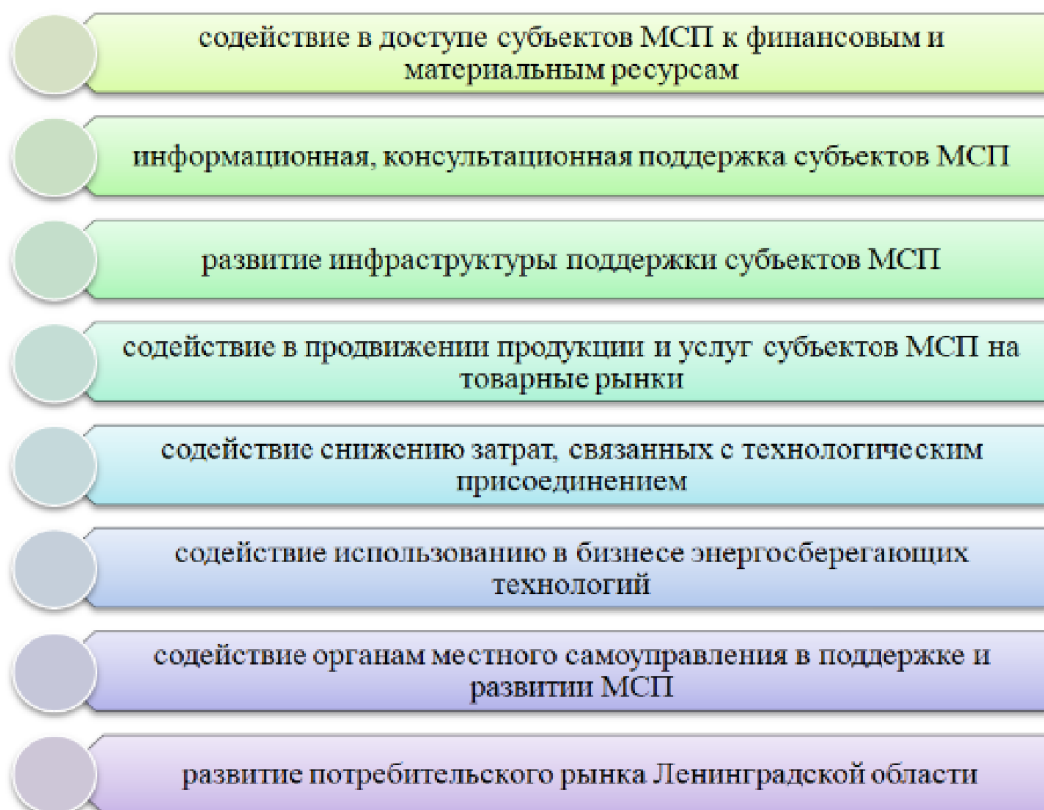 содействие в доступе субъектов МСП к финансовым и
материальным ресурсам
информационная, консультационная поддержка субъектов МСП
развитие инфраструктуры поддержки субъектов МСП
содействие в продвижении продукции и услуг субъектов МСП на
товарные рынки
содействие снижению затрат, связанных с технологическим
присоединением
содействие использованию в бизнесе энергосберегающих
технологий
содействие органам местного самоуправления в поддержке и
развитии МСП
развитие потребительского рынка Ленинградской области